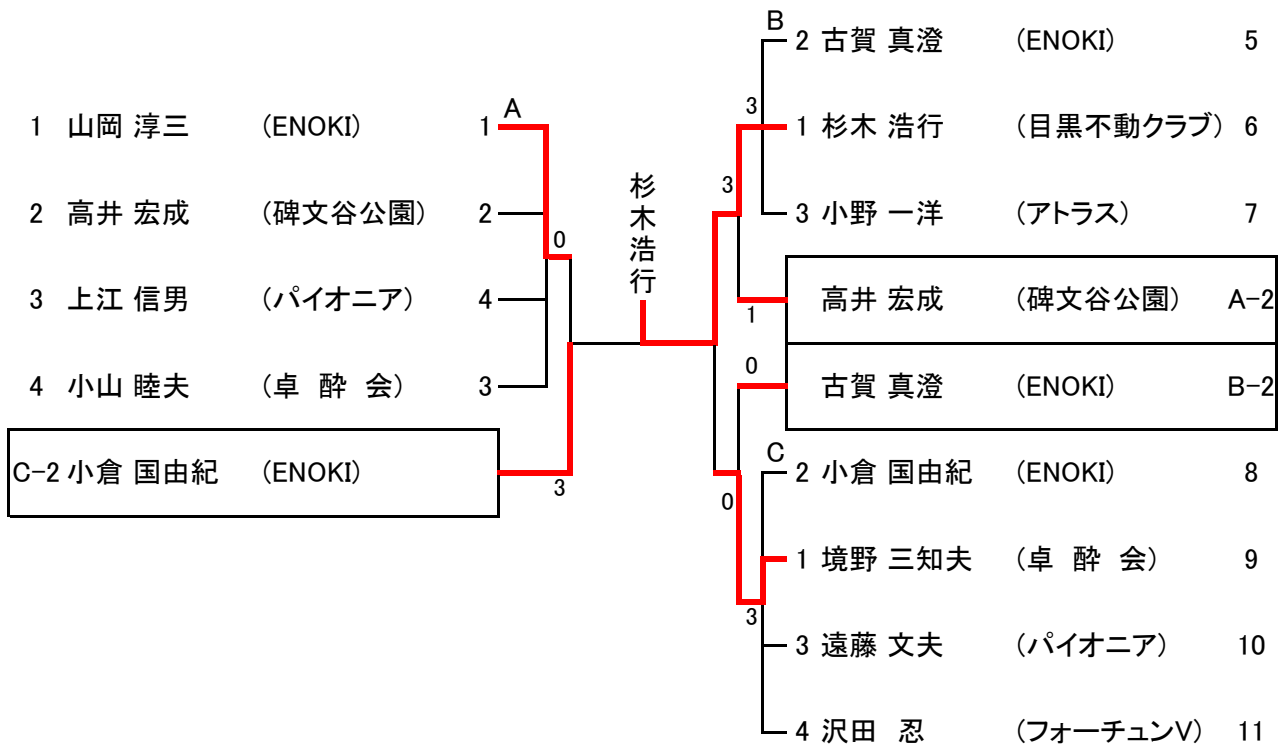 A
1 山岡 淳三 (ENOKI) 1
2 高井 宏成 (碑文谷公園) 2
0
3 上江 信男 (パイオニア) 4
4 小山 睦夫 (卓 酔 会) 3
C-2 小倉 国由紀 (ENOKI)
3
杉木浩行
B
2 古賀 真澄 (ENOKI) 5
3
1 杉木 浩行 (目黒不動クラブ) 6
3
3 小野 一洋 (アトラス) 7
高井 宏成 (碑文谷公園) A-2
1
0
古賀 真澄 (ENOKI) B-2
C
2 小倉 国由紀 (ENOKI) 8
0
1 境野 三知夫 (卓 酔 会) 9
3
3 遠藤 文夫 (パイオニア) 10
4 沢田 忍 (フォーチュンV) 11